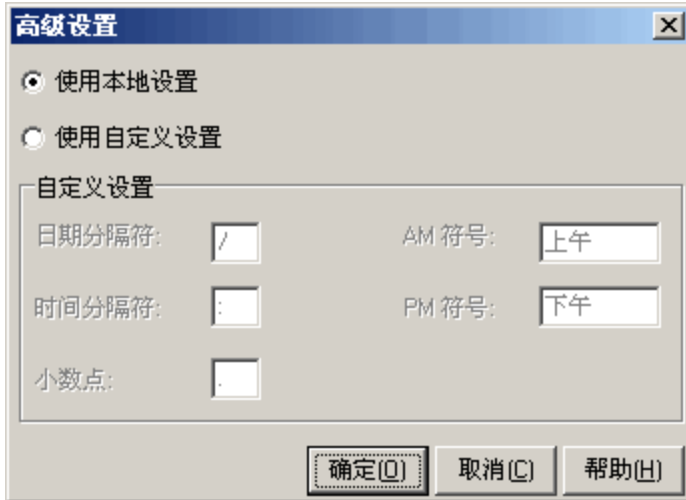 高级设置
使用本地设置
使用自定义设置
自定义设置
日期分隔符: / AM 符号: 上午
时间分隔符: : PM 符号: 下午
小数点: .
确定(O) 取消(C) 帮助(H)